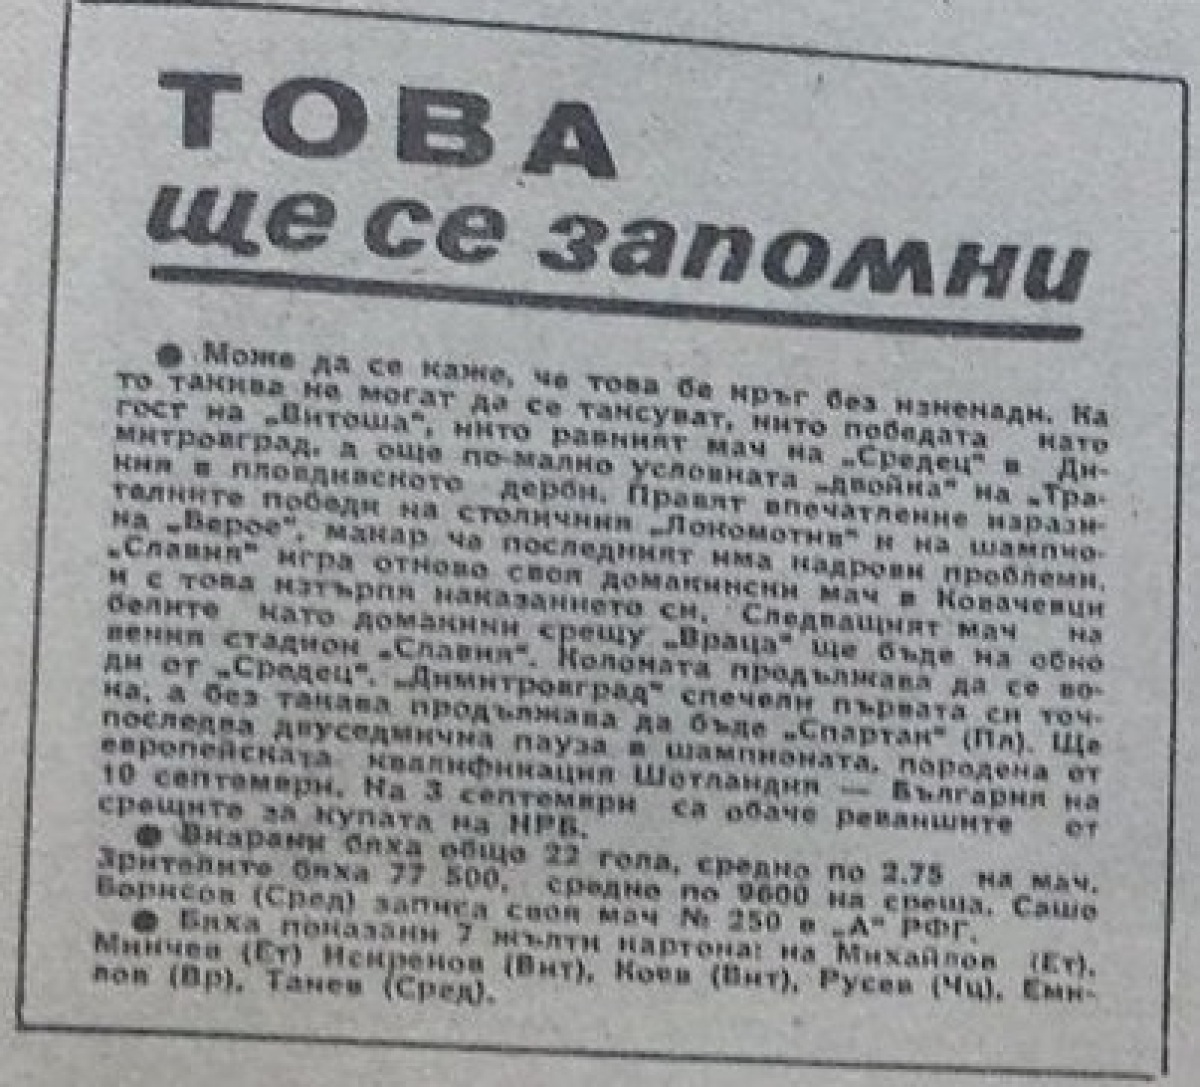 ТОВА
ще се запомни
● Може да се каже, че това бе кръг без изненади. Ка
то такива не могат да се тансуват, нито победата като
гост на „Витоша“, нито равният мач на „Средец“ в Ди-
митровград, а още по-малко условната „двойка“ на „Тра-
кия в пловдивското дерби. Правят впечатление изрази-
телните победи на столичния „Локомотив“ и на шампио-
на „Берое“, макар че последният има кадрови проблеми.
„Славия“ игра отново своя домакински мач в Ковачевци
и с това изтърпя наказанието си. Следващият мач на
белите като домакини срещу „Враца“ ще бъде на обно
вения стадион „Славия“. Колоната продължава да се во-
ди от „Средец“. „Димитровград“ спечели първата си точ-
ка, а без такава продължава да бъде „Спартак“ (Пл). Ще
последва двуседмична пауза в шампионата, породена от
европейската квалификация Шотландия — България на
10 септември. На 3 септември са обаче реваншите от
срещите за купата на НРБ.
● Вкарани бяха общо 22 гола, средно по 2.75 на мач.
Зрителите бяха 77 500, средно по 9600 на среща. Сашо
Борисов (Сред) записа своя мач № 250 в „А“ РФГ.
● Бяха показани 7 жълти картона: на Михайлов (Ет),
Минчев (Ет) Искренов (Вит), Коев (Вит), Русев (Чц), Еми-
лов (Вр), Танев (Сред).